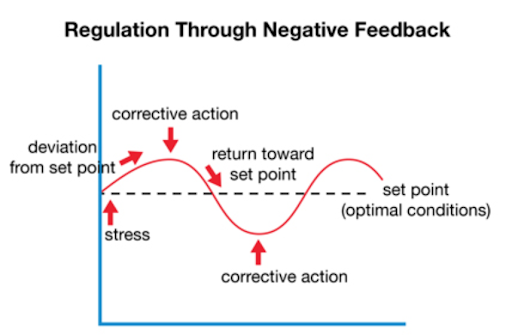 Regulation Through Negative Feedback
corrective action
deviation
from set point
return toward
set point
set point
(optimal conditions)
stress
corrective action